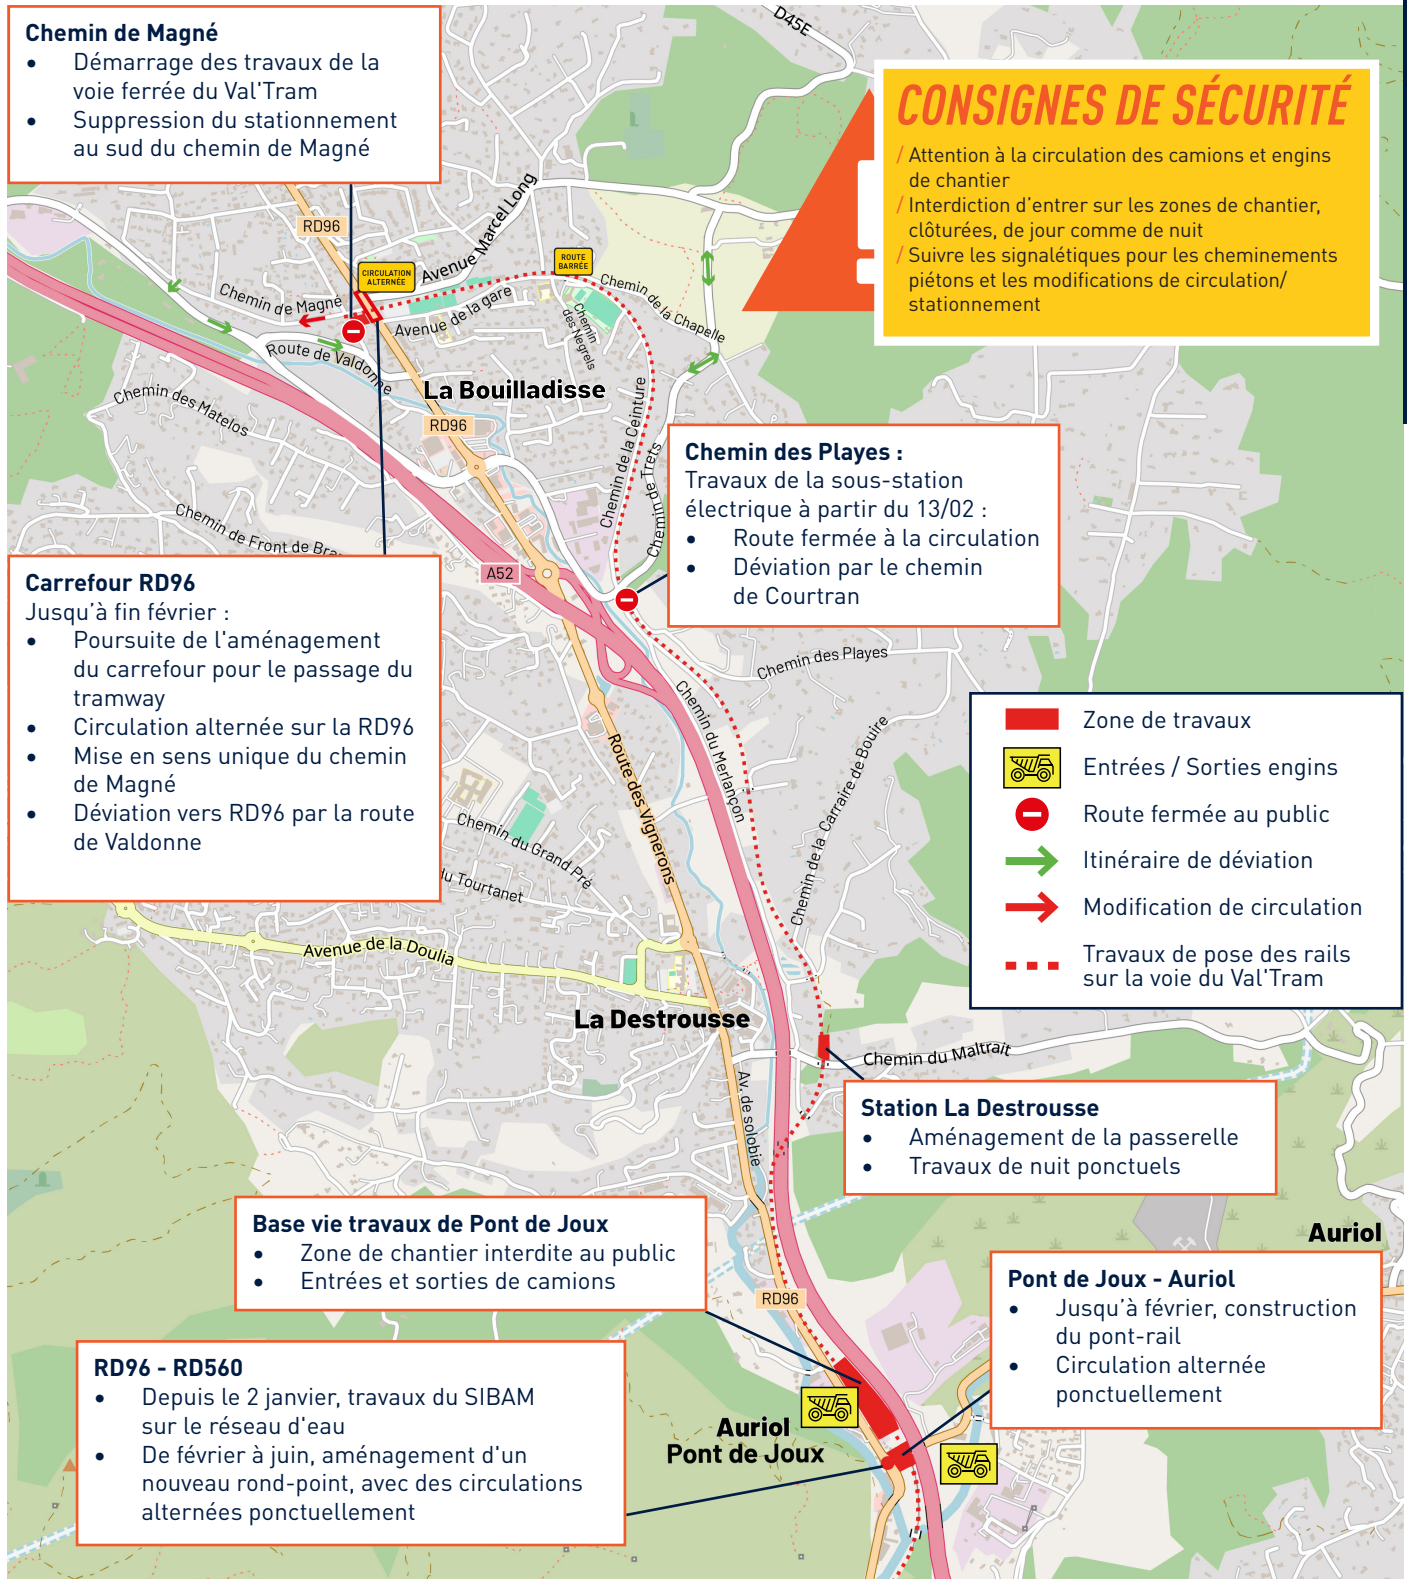 Chemin de Magné
• Démarrage des travaux de la
voie ferrée du Val'Tram
• Suppression du stationnement
au sud du chemin de Magné
D45E
CONSIGNES DE SÉCURITÉ
/ Attention à la circulation des camions et engins
de chantier
/ Interdiction d'entrer sur les zones de chantier,
clôturées, de jour comme de nuit
/ Suivre les signalétiques pour les cheminements
piétons et les modifications de circulation/
stationnement
RD96
Avenue Marcel Long
CIRCULATION
ALTERNÉE
ROUTE
BARRÉE
Chemin de Magné
Avenue de la gare
Chemin de la Chapelle
Chemin
des Negrels
Route de Valdonne
La Bouilladisse
Chemin des Matelos
RD96
Chemin de la Ceinture
Chemin de Trets
Chemin des Playes :
Travaux de la sous-station
électrique à partir du 13/02 :
• Route fermée à la circulation
• Déviation par le chemin
de Courtran
Chemin de Front de Bra
A52
Carrefour RD96
Jusqu'à fin février :
• Poursuite de l'aménagement
du carrefour pour le passage du
tramway
• Circulation alternée sur la RD96
• Mise en sens unique du chemin
de Magné
• Déviation vers RD96 par la route
de Valdonne
Chemin des Playes
Chemin du Merlançon
Chemin de la Carraire de Bouire
Route des Vignerons
Chemin du Grand Pré
du Tourtanet
Avenue de la Doulia
Zone de travaux
Entrées / Sorties engins
Route fermée au public
Itinéraire de déviation
Modification de circulation
Travaux de pose des rails
sur la voie du Val'Tram
La Destrousse
Chemin du Maltrait
Av. de solobie
Station La Destrousse
• Aménagement de la passerelle
• Travaux de nuit ponctuels
Base vie travaux de Pont de Joux
• Zone de chantier interdite au public
• Entrées et sorties de camions
Auriol
RD96
Pont de Joux - Auriol
• Jusqu'à février, construction
du pont-rail
• Circulation alternée
ponctuellement
RD96 - RD560
• Depuis le 2 janvier, travaux du SIBAM
sur le réseau d'eau
• De février à juin, aménagement d'un
nouveau rond-point, avec des circulations
alternées ponctuellement
Auriol
Pont de Joux